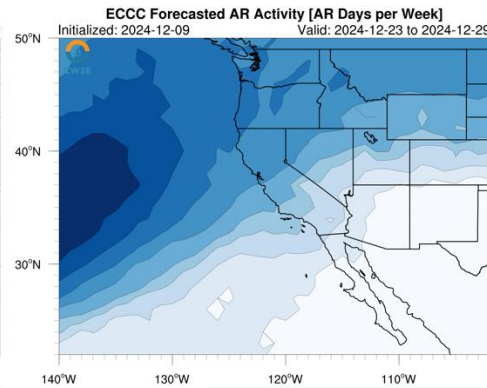 ECCC Forecasted AR Activity [AR Days per Week]
Initialized: 2024-12-09 Valid: 2024-12-23 to 2024-12-29
50°N
40°N
30°N
140°W 130°W 120°W 110°W